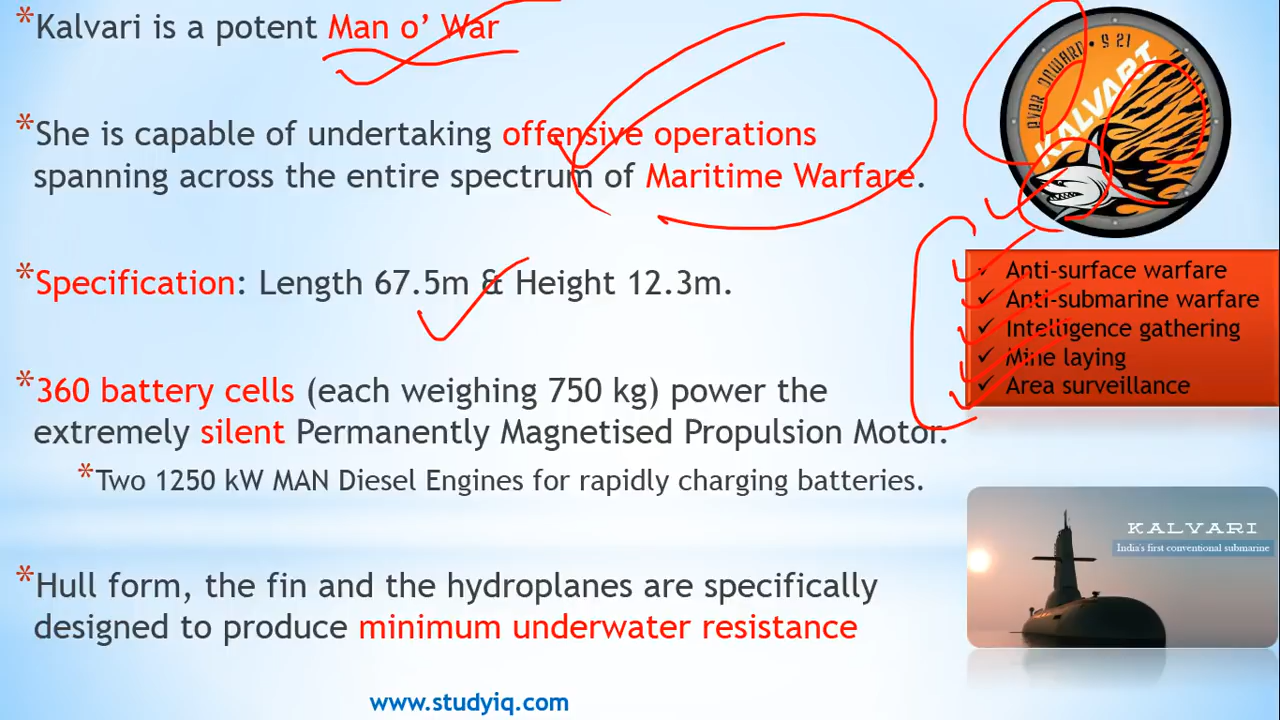 *Kalvari is a potent Man o’ War
*She is capable of undertaking offensive operations
spanning across the entire spectrum of Maritime Warfare.
*Specification: Length 67.5m & Height 12.3m.
*360 battery cells (each weighing 750 kg) power the
extremely silent Permanently Magnetised Propulsion Motor.
*Two 1250 kW MAN Diesel Engines for rapidly charging batteries.
*Hull form, the fin and the hydroplanes are specifically
designed to produce minimum underwater resistance
EVER ONWARD • S 21
KALVARI
✓ Anti-surface warfare
✓ Anti-submarine warfare
✓ Intelligence gathering
✓ Mine laying
✓ Area surveillance
KALVARI
India's first conventional submarine
www.studyiq.com